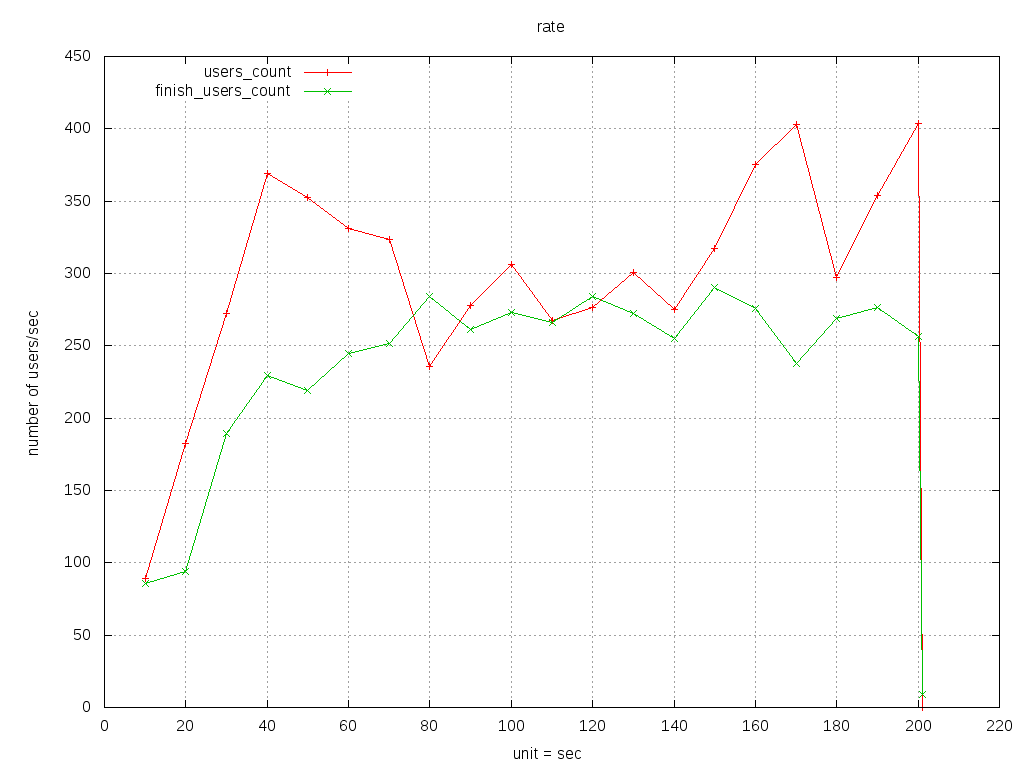 rate
users_count
finish_users_count
450
400
350
300
250
200
150
100
50
0
number of users/sec
0 20 40 60 80 100 120 140 160 180 200 220
unit = sec